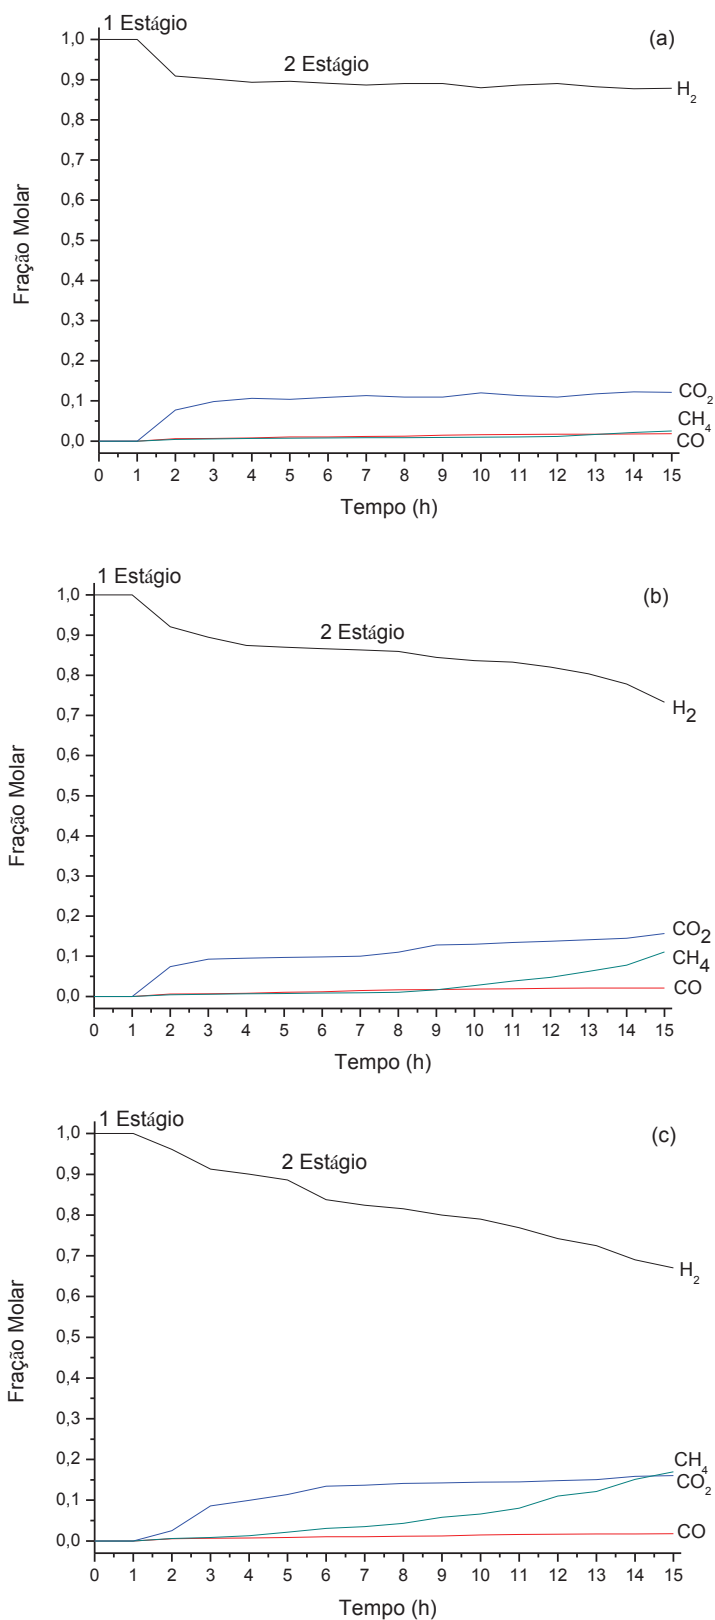 1 Estágio
(a)
1,0
2 Estágio
0,9
H2
0,8
0,7
0,6
0,5
0,4
0,3
0,2
CO2
0,1
CH4
0,0
CO
0 1 2 3 4 5 6 7 8 9 10 11 12 13 14 15
Fração Molar
Tempo (h)
1 Estágio
(b)
1,0
2 Estágio
0,9
0,8
H2
0,7
0,6
0,5
0,4
0,3
0,2
CO2
0,1
CH4
CO
0,0
0 1 2 3 4 5 6 7 8 9 10 11 12 13 14 15
Fração Molar
Tempo (h)
1 Estágio
(c)
1,0
2 Estágio
0,9
0,8
0,7
H2
0,6
0,5
0,4
0,3
0,2
CH4
CO2
0,1
CO
0,0
0 1 2 3 4 5 6 7 8 9 10 11 12 13 14 15
Fração Molar
Tempo (h)